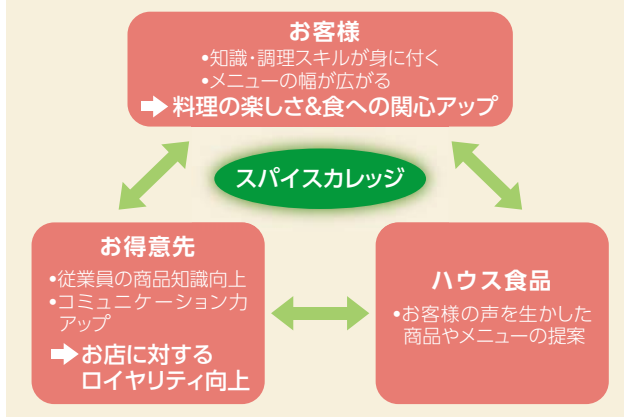 お客様
•知識・調理スキルが身に付く
•メニューの幅が広がる
➡料理の楽しさ&食への関心アップ
スパイスカレッジ
お得意先
•従業員の商品知識向上
•コミュニケーション力
アップ
➡お店に対する
ロイヤリティ向上
ハウス食品
•お客様の声を生かした
商品やメニューの提案